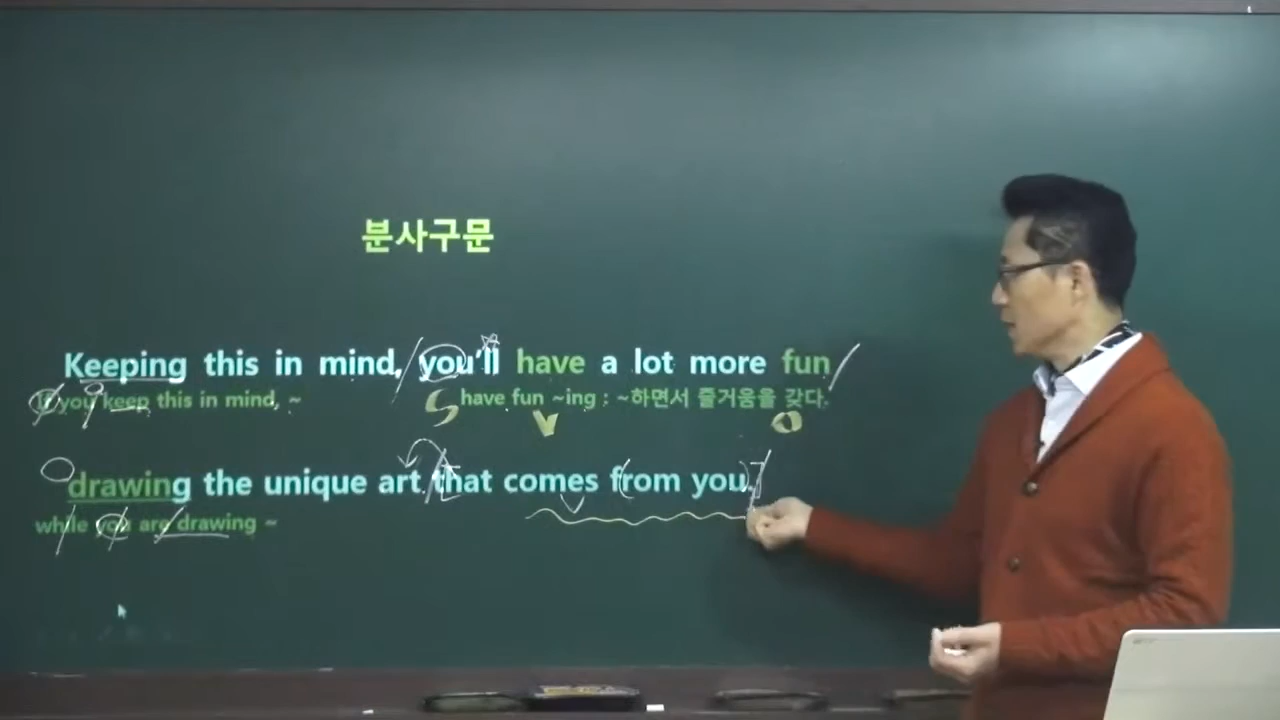 분사구문
Keeping this in mind, you'll have a lot more fun
If you keep this in mind, ~
S have fun ~ing : ~하면서 즐거움을 갖다.
V O
drawing the unique art that comes from you.
V
while you are drawing ~